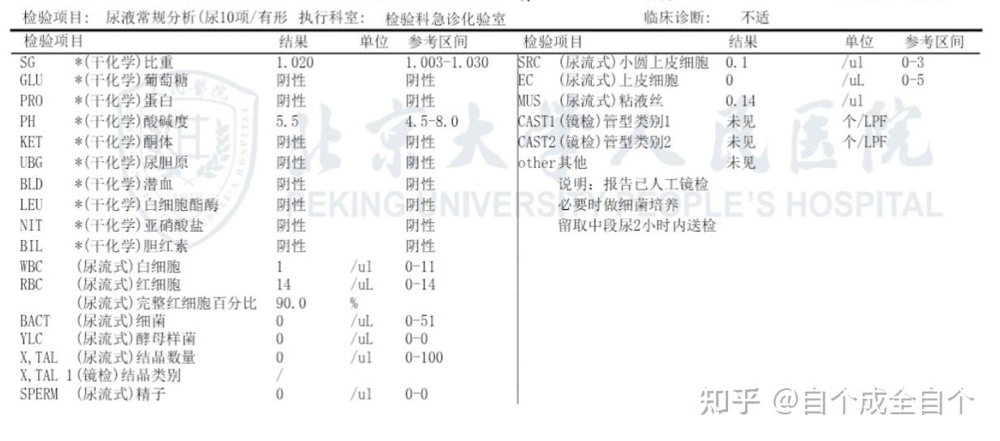 检验项目: 尿液常规分析(尿10项/有形 执行科室: 检验科急诊化验室 临床诊断: 不适
检验项目 结果 单位 参考区间 检验项目 结果 单位 参考区间
SG *(干化学)比重 1.020 1.003-1.030 SRC (尿流式)小圆上皮细胞 0.1 /ul 0-3
GLU *(干化学)葡萄糖 阴性 阴性 EC (尿流式)上皮细胞 0 /uL 0-5
PRO *(干化学)蛋白 阴性 阴性 MUS (尿流式)粘液丝 0.14 /ul
PH *(干化学)酸碱度 5.5 4.5-8.0 CAST1(镜检)管型类别1 未见 个/LPF
KET *(干化学)酮体 阴性 阴性 CAST2(镜检)管型类别2 未见 个/LPF
UBG *(干化学)尿胆原 阴性 阴性 other其他 未见
BLD *(干化学)潜血 阴性 阴性 说明: 报告已人工镜检
LEU *(干化学)白细胞酯酶 阴性 阴性 必要时做细菌培养
NIT *(干化学)亚硝酸盐 阴性 阴性 留取中段尿2小时内送检
BIL *(干化学)胆红素 阴性 阴性
WBC (尿流式)白细胞 1 /ul 0-11
RBC (尿流式)红细胞 14 /uL 0-14
(尿流式)完整红细胞百分比 90.0 %
BACT (尿流式)细菌 0 /uL 0-51
YLC (尿流式)酵母样菌 0 /uL 0-0
X,TAL (尿流式)结晶数量 0 /ul 0-100
X,TAL 1(镜检)结晶类别 /
SPERM (尿流式)精子 0 /ul 0-0
北京大学人民医院
PEKING UNIVERSITY PEOPLE'S HOSPITAL
知乎 @自个成全自个